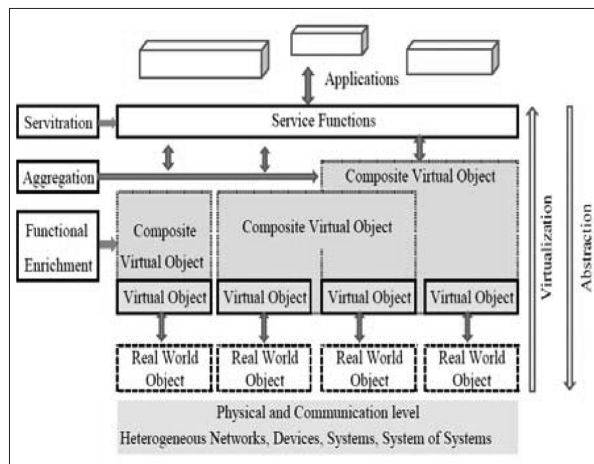 Applications
Servitration
Service Functions
Aggregation
Composite Virtual Object
Functional
Enrichment
Composite
Virtual Object
Composite Virtual Object
Virtual Object
Virtual Object
Virtual Object
Virtual Object
Real World
Object
Real World
Object
Real World
Object
Real World
Object
Physical and Communication level
Heterogeneous Networks, Devices, Systems, System of Systems
Virtualization
Abstraction